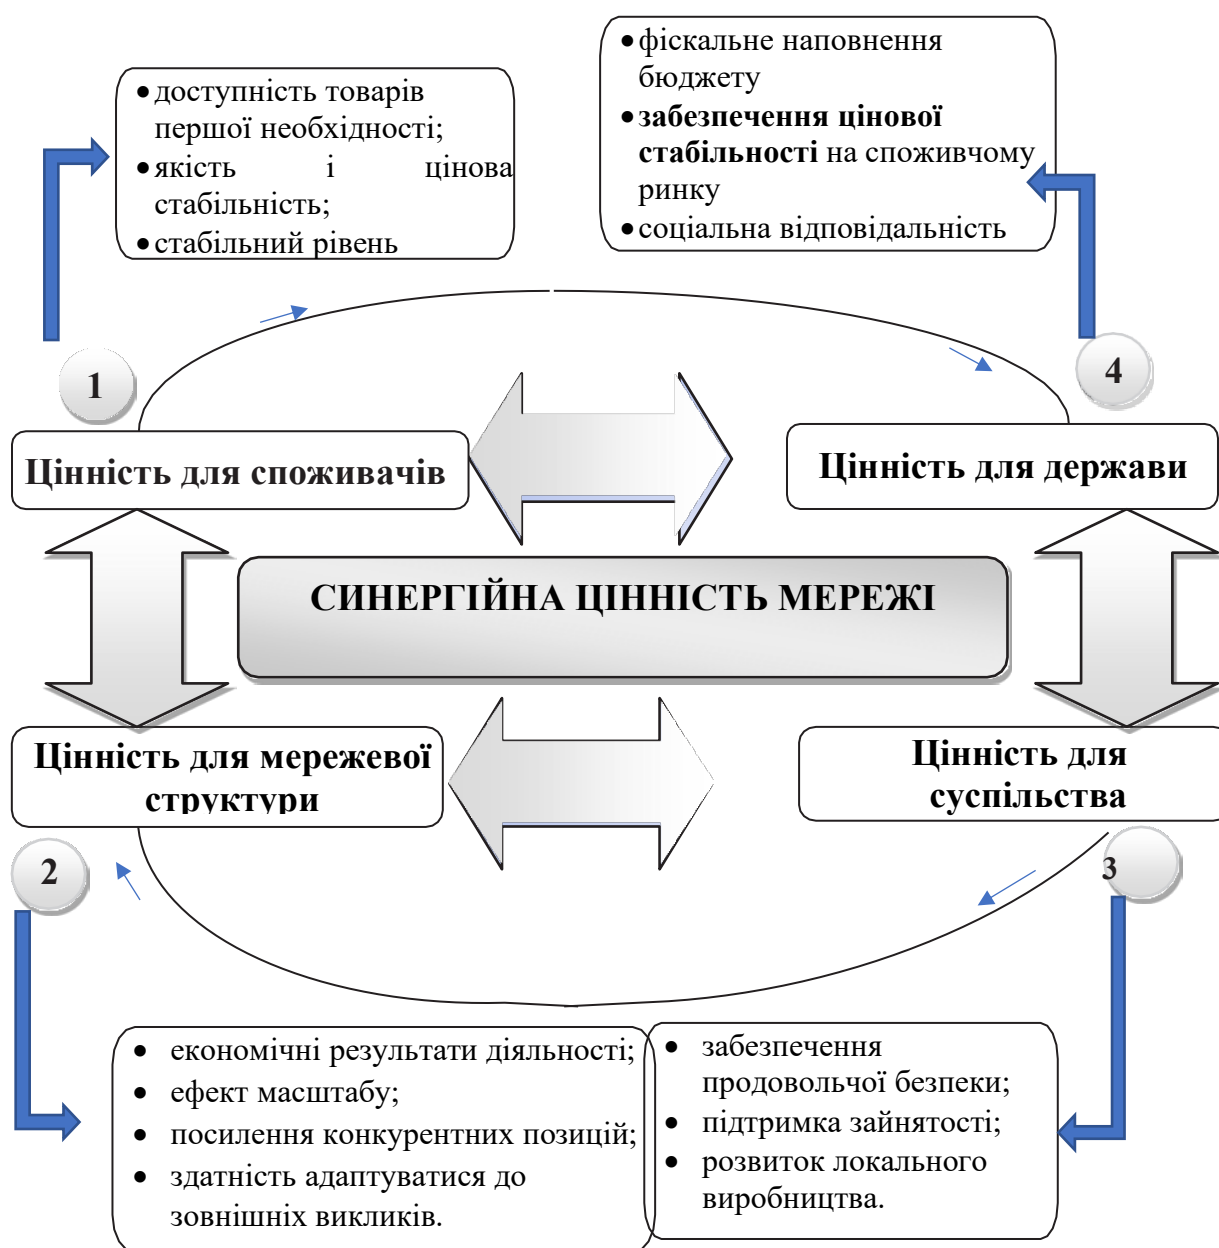 • доступність товарів
першої необхідності;
• якість і цінова
стабільність;
• стабільний рівень
• фіскальне наповнення
бюджету
• забезпечення цінової
стабільності на споживчому
ринку
• соціальна відповідальність
1
4
Цінність для споживачів
Цінність для держави
СИНЕРГІЙНА ЦІННІСТЬ МЕРЕЖІ
Цінність для мережевої
структури
Цінність для
суспільства
2
3
• економічні результати діяльності;
• ефект масштабу;
• посилення конкурентних позицій;
• здатність адаптуватися до
зовнішніх викликів.
• забезпечення
продовольчої безпеки;
• підтримка зайнятості;
• розвиток локального
виробництва.